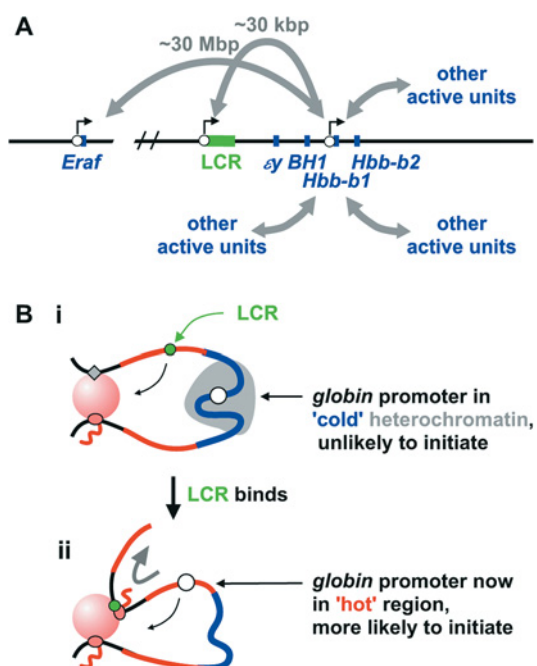 A
~30 kbp
~30 Mbp
other
active units
Eraf
LCR
εy BH1
Hbb-b2
Hbb-b1
other
active units
other
active units
B i
LCR
globin promoter in
'cold' heterochromatin,
unlikely to initiate
LCR binds
ii
globin promoter now
in 'hot' region,
more likely to initiate